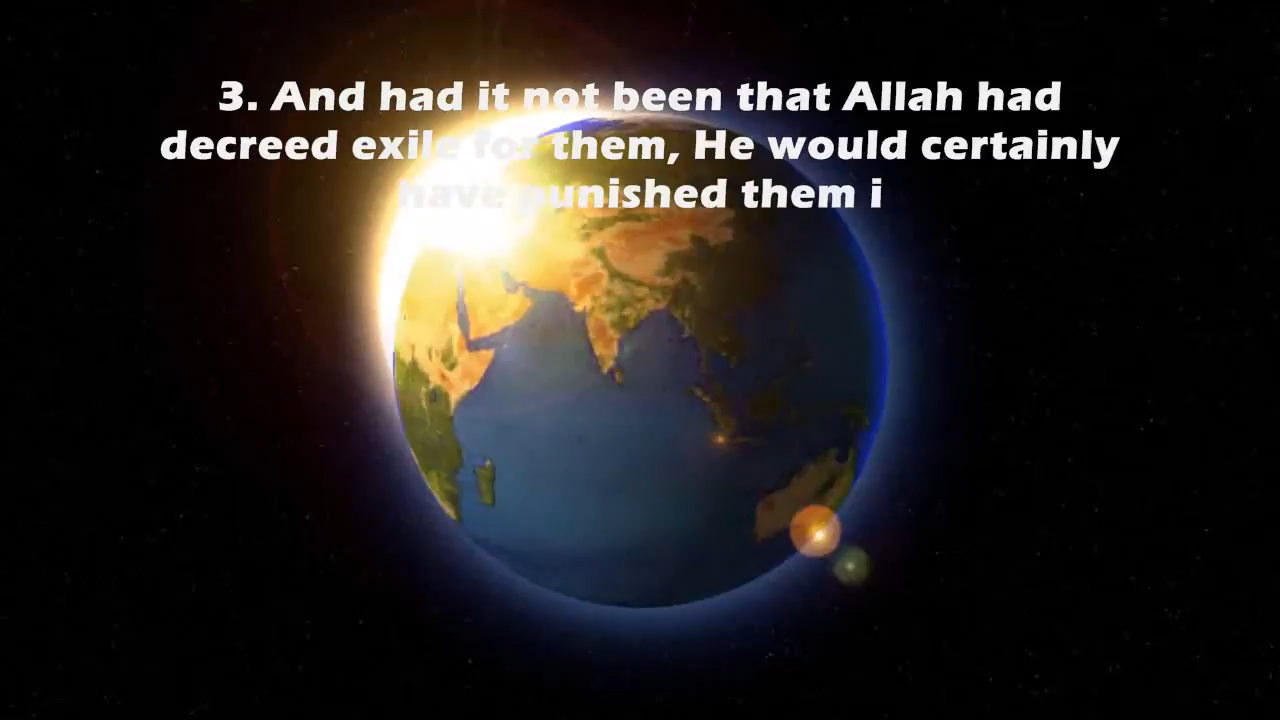 3. And had it not been that Allah had
decreed exile for them, He would certainly
have punished them i